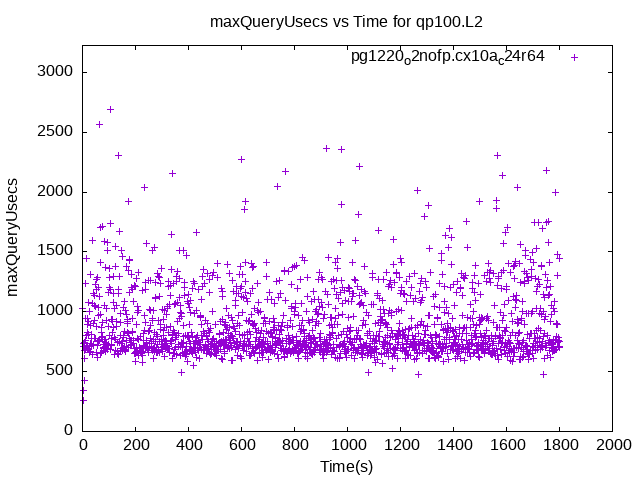 maxQueryUsecs vs Time for qp100.L2
pg1220o2nofp.cx10ac24r64
3000
2500
2000
1500
1000
500
0
maxQueryUsecs
0 200 400 600 800 1000 1200 1400 1600 1800 2000
Time(s)